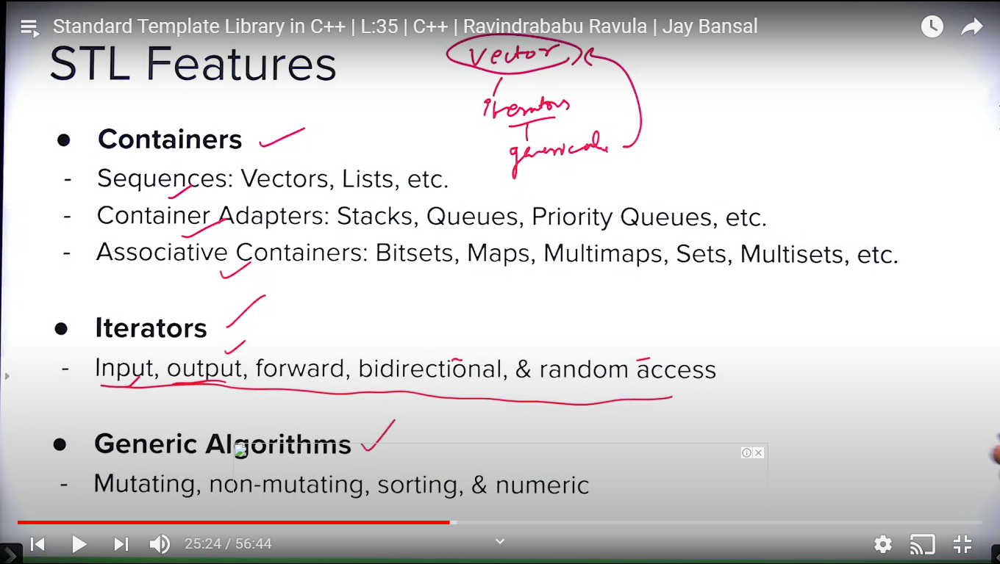 Standard Template Library in C++ | L:35 | C++ | Ravindrababu Ravula | Jay Bansal
STL Features
vector
iterators
● Containers
- Sequences: Vectors, Lists, etc.
- Container Adapters: Stacks, Queues, Priority Queues, etc.
- Associative Containers: Bitsets, Maps, Multimaps, Sets, Multisets, etc.
● Iterators
- Input, output, forward, bidirectional, & random access
● Generic Algorithms
- Mutating, non-mutating, sorting, & numeric
25:24 / 56:44